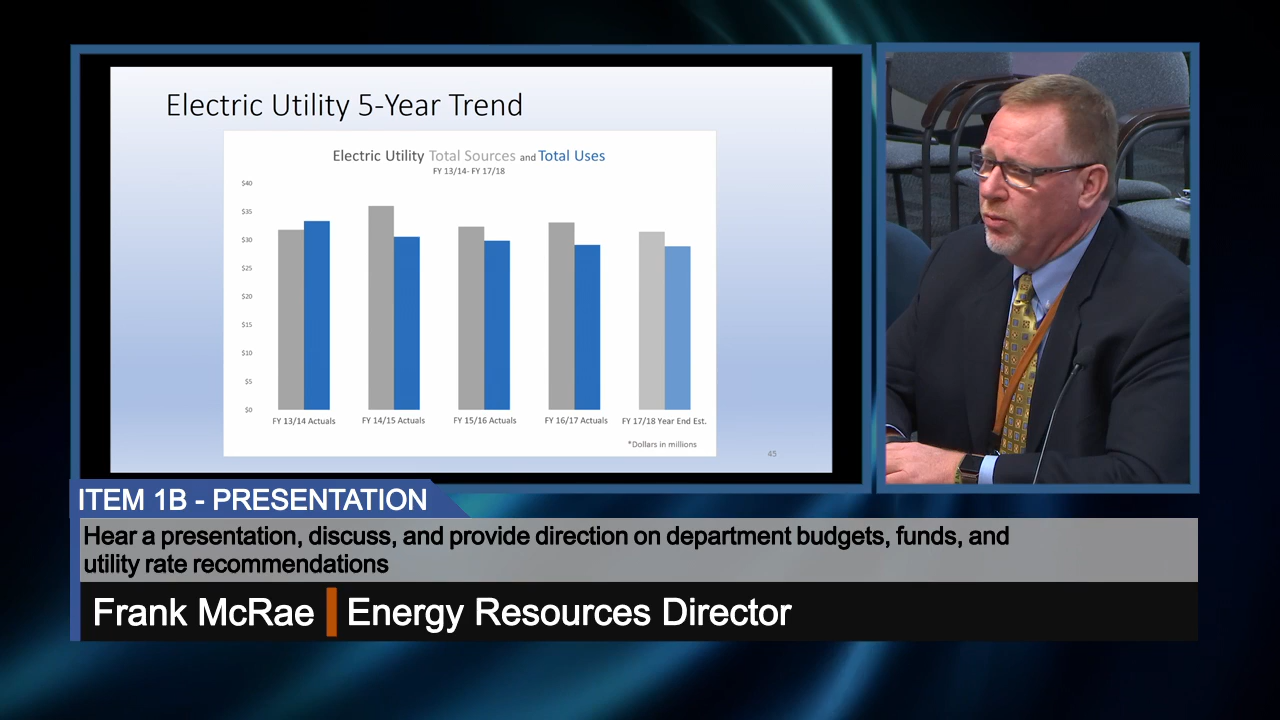 Electric Utility 5-Year Trend
Electric Utility Total Sources and Total Uses
FY 13/14- FY 17/18
$40
$35
$30
$25
$20
$15
$10
$5
$0
FY 13/14 Actuals
FY 14/15 Actuals
FY 15/16 Actuals
FY 16/17 Actuals
FY 17/18 Year End Est.
*Dollars in millions
45
ITEM 1B - PRESENTATION
Hear a presentation, discuss, and provide direction on department budgets, funds, and
utility rate recommendations
Frank McRae Energy Resources Director